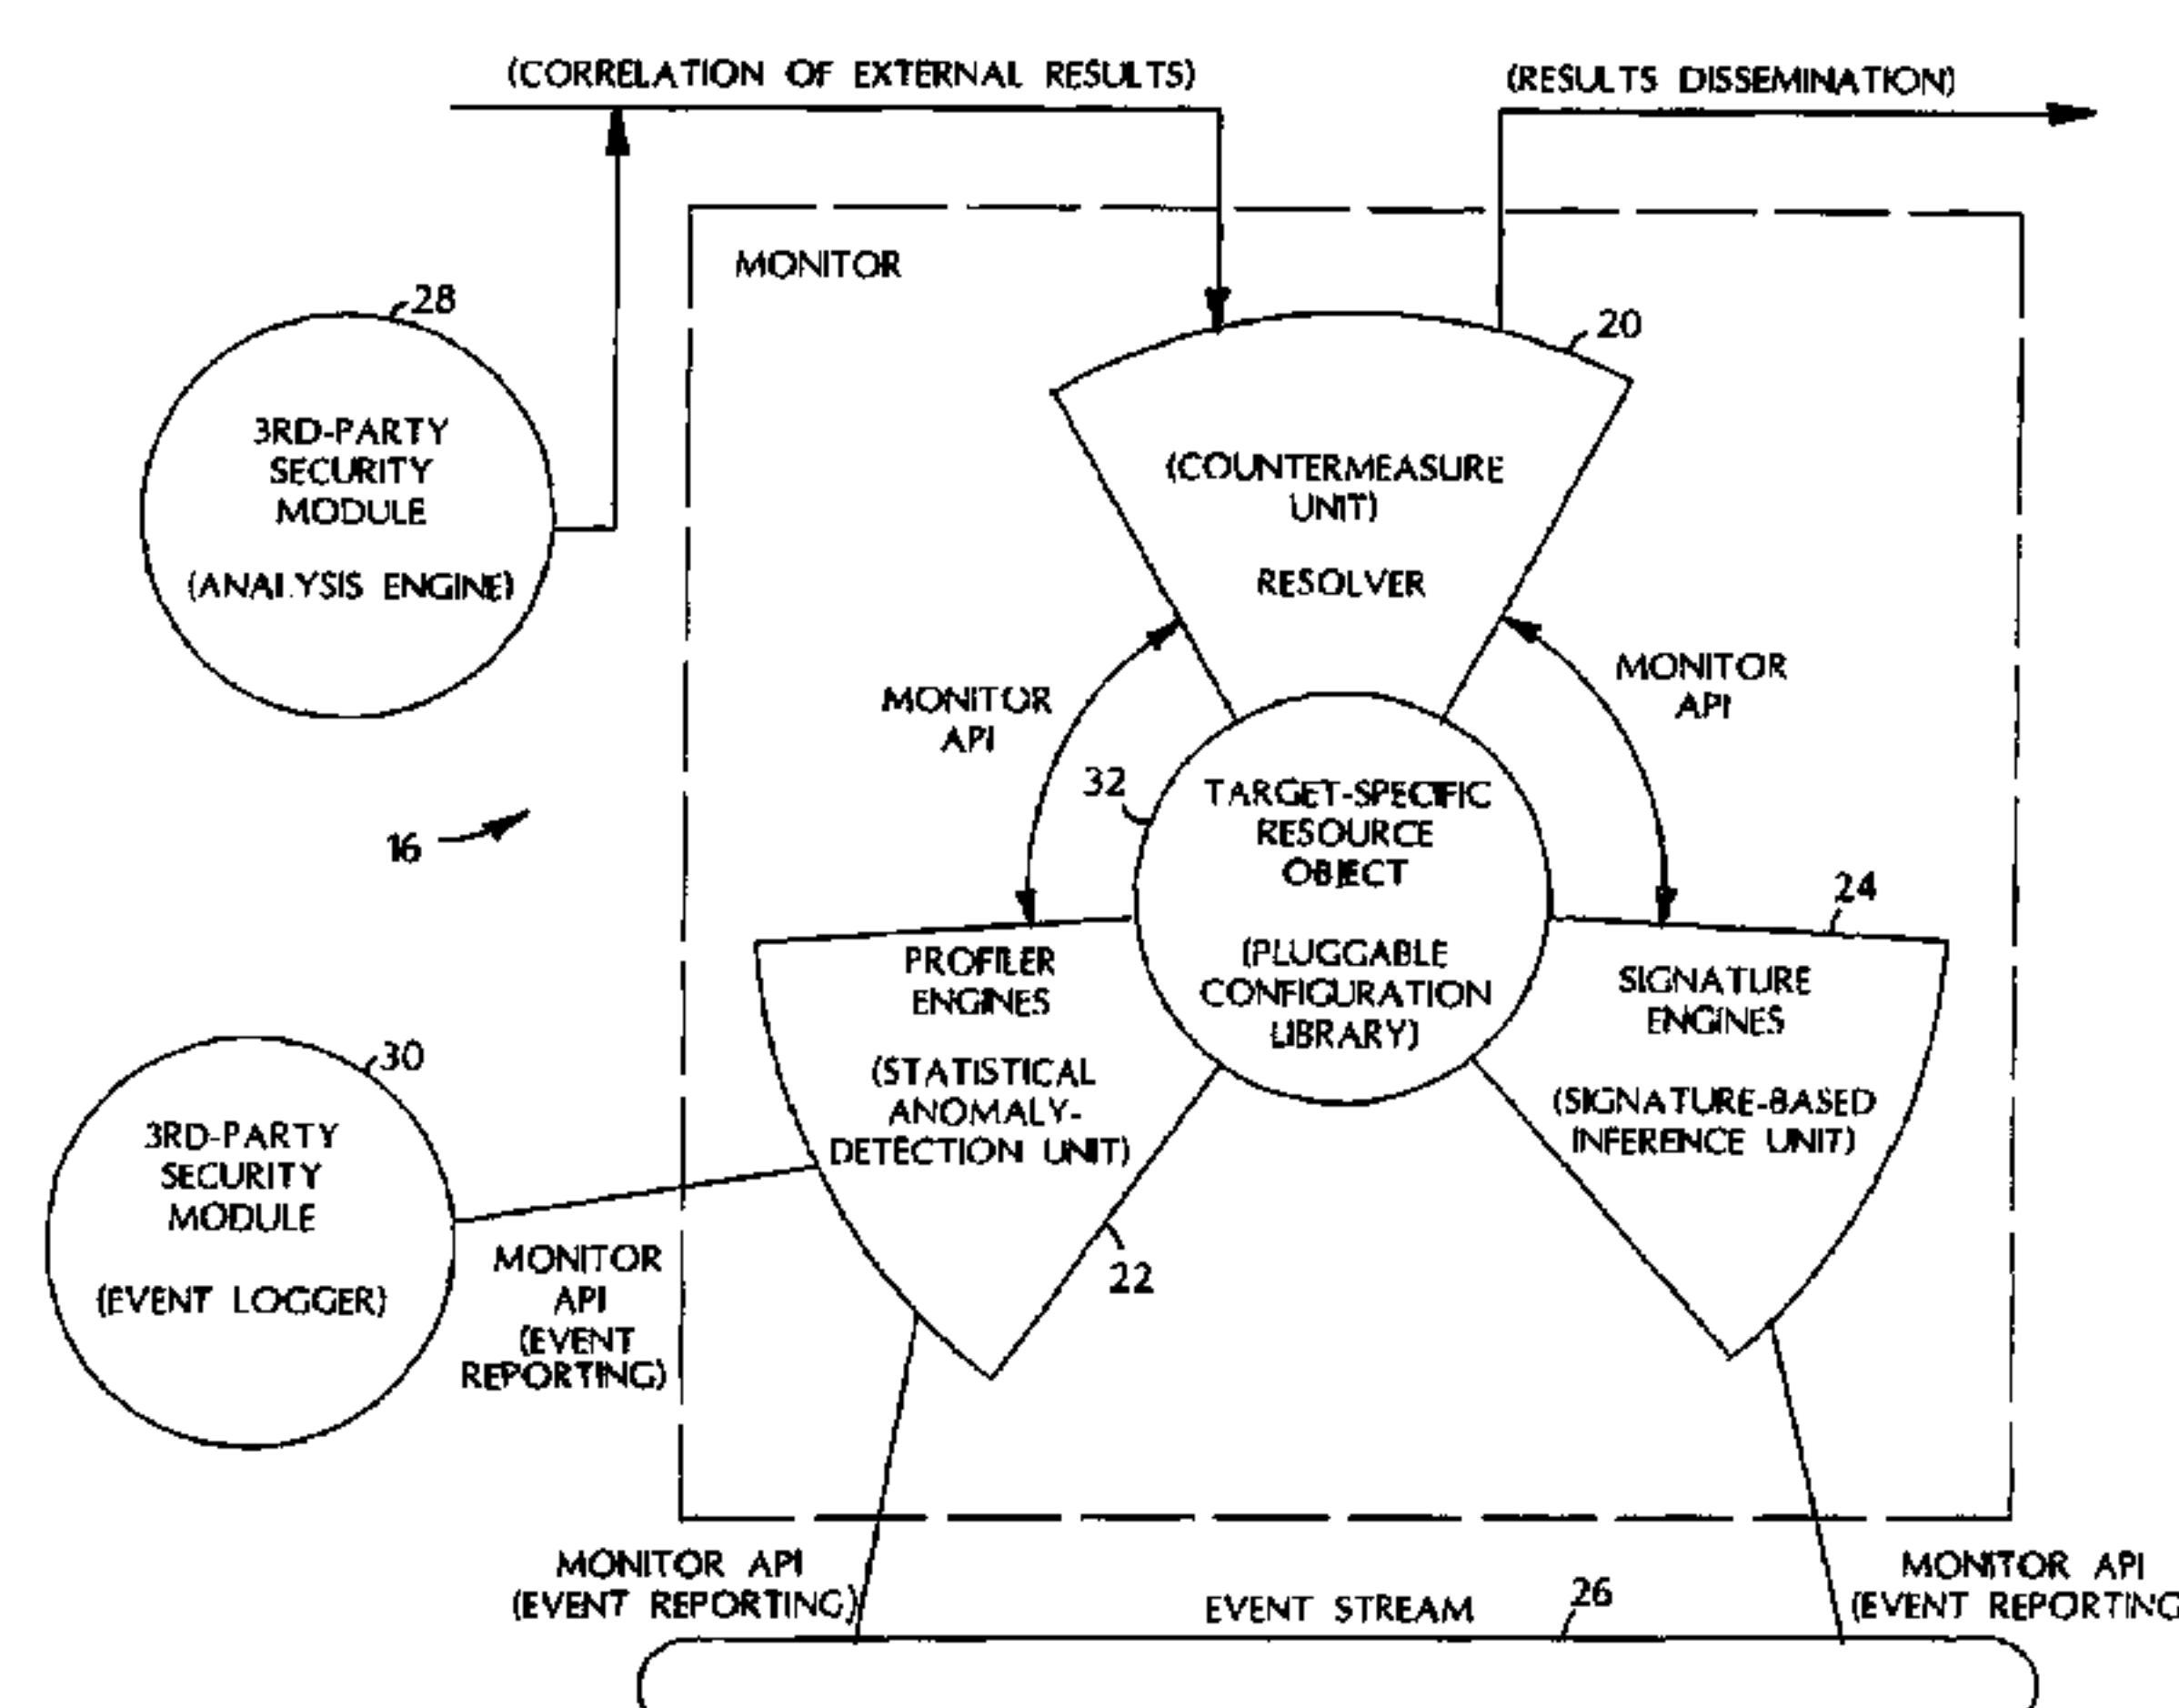 (CORRELATION OF EXTERNAL RESULTS)
(RESULTS DISSEMINATION)
MONITOR
28
20
3RD-PARTY
SECURITY
MODULE
(ANALYSIS ENGINE)
(COUNTERMEASURE
UNIT)
RESOLVER
MONITOR
API
MONITOR
API
32
16
TARGET-SPECIFIC
RESOURCE
OBJECT
(PLUGGABLE
CONFIGURATION
LIBRARY)
24
PROFILER
ENGINES
(STATISTICAL
ANOMALY-
DETECTION UNIT)
SIGNATURE
ENGINES
(SIGNATURE-BASED
INFERENCE UNIT)
30
3RD-PARTY
SECURITY
MODULE
(EVENT LOGGER)
MONITOR
API
(EVENT
REPORTING)
22
MONITOR API
(EVENT REPORTING)
EVENT STREAM
26
MONITOR API
(EVENT REPORTING